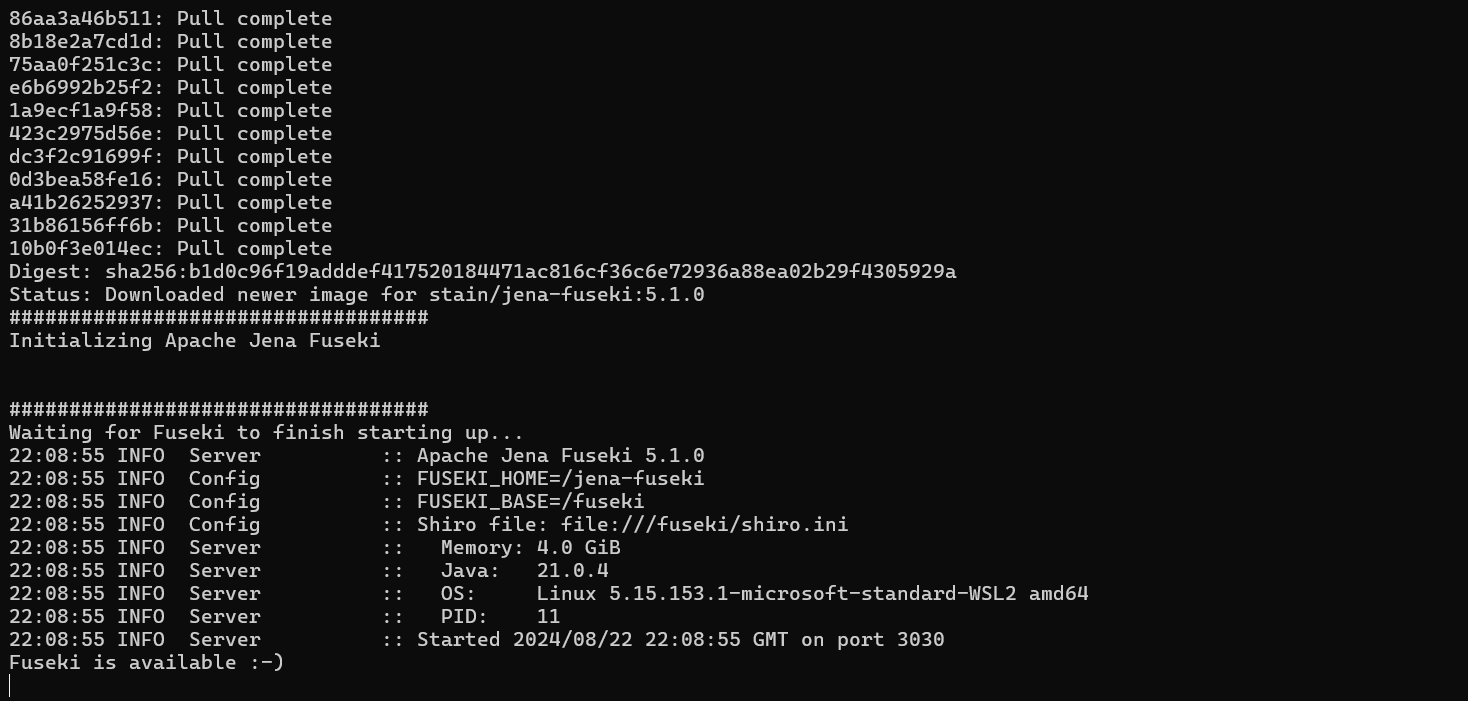 86aa3a46b511: Pull complete
8b18e2a7cd1d: Pull complete
75aa0f251c3c: Pull complete
e6b6992b25f2: Pull complete
1a9ecf1a9f58: Pull complete
423c2975d56e: Pull complete
dc3f2c91699f: Pull complete
0d3bea58fe16: Pull complete
a41b26252937: Pull complete
31b86156ff6b: Pull complete
10b0f3e014ec: Pull complete
Digest: sha256:b1d0c96f19adddef417520184471ac816cf36c6e72936a88ea02b29f4305929a
Status: Downloaded newer image for stain/jena-fuseki:5.1.0
###################################
Initializing Apache Jena Fuseki
###################################
Waiting for Fuseki to finish starting up...
22:08:55 INFO  Server          :: Apache Jena Fuseki 5.1.0
22:08:55 INFO  Config          :: FUSEKI_HOME=/jena-fuseki
22:08:55 INFO  Config          :: FUSEKI_BASE=/fuseki
22:08:55 INFO  Config          :: Shiro file: file:///fuseki/shiro.ini
22:08:55 INFO  Server          ::   Memory: 4.0 GiB
22:08:55 INFO  Server          ::   Java:   21.0.4
22:08:55 INFO  Server          ::   OS:     Linux 5.15.153.1-microsoft-standard-WSL2 amd64
22:08:55 INFO  Server          ::   PID:    11
22:08:55 INFO  Server          :: Started 2024/08/22 22:08:55 GMT on port 3030
Fuseki is available :-)